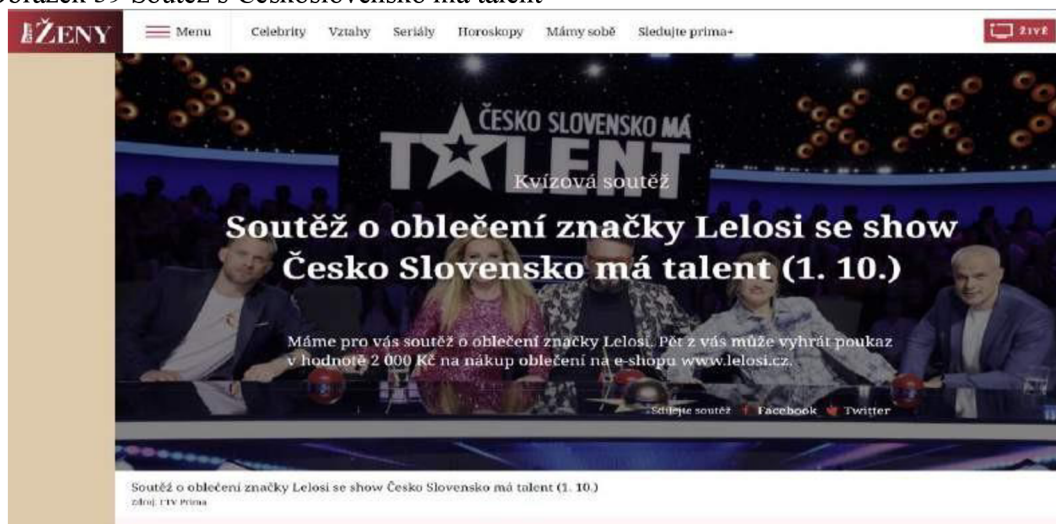 Obrázek 39 Soutěž s Československo má talent
ŽENY
Menu
Celebrity
Vztahy
Seriály
Horoskopy
Mámy sobě
Sledujte prima+
ŽIVĚ
ČESKO SLOVENSKO MÁ
TALENT
Kvízová soutěž
Soutěž o oblečení značky Lelosi se show
Česko Slovensko má talent (1. 10.)
Máme pro vás soutěž o oblečení značky Lelosi. Pět z vás může vyhrát poukaz
v hodnotě 2 000 Kč na nákup oblečení na e-shopu www.lelosi.cz.
Sdílejte soutěž Facebook Twitter
Soutěž o oblečení značky Lelosi se show Česko Slovensko má talent (1. 10.)
Zdroj: FTV Prima